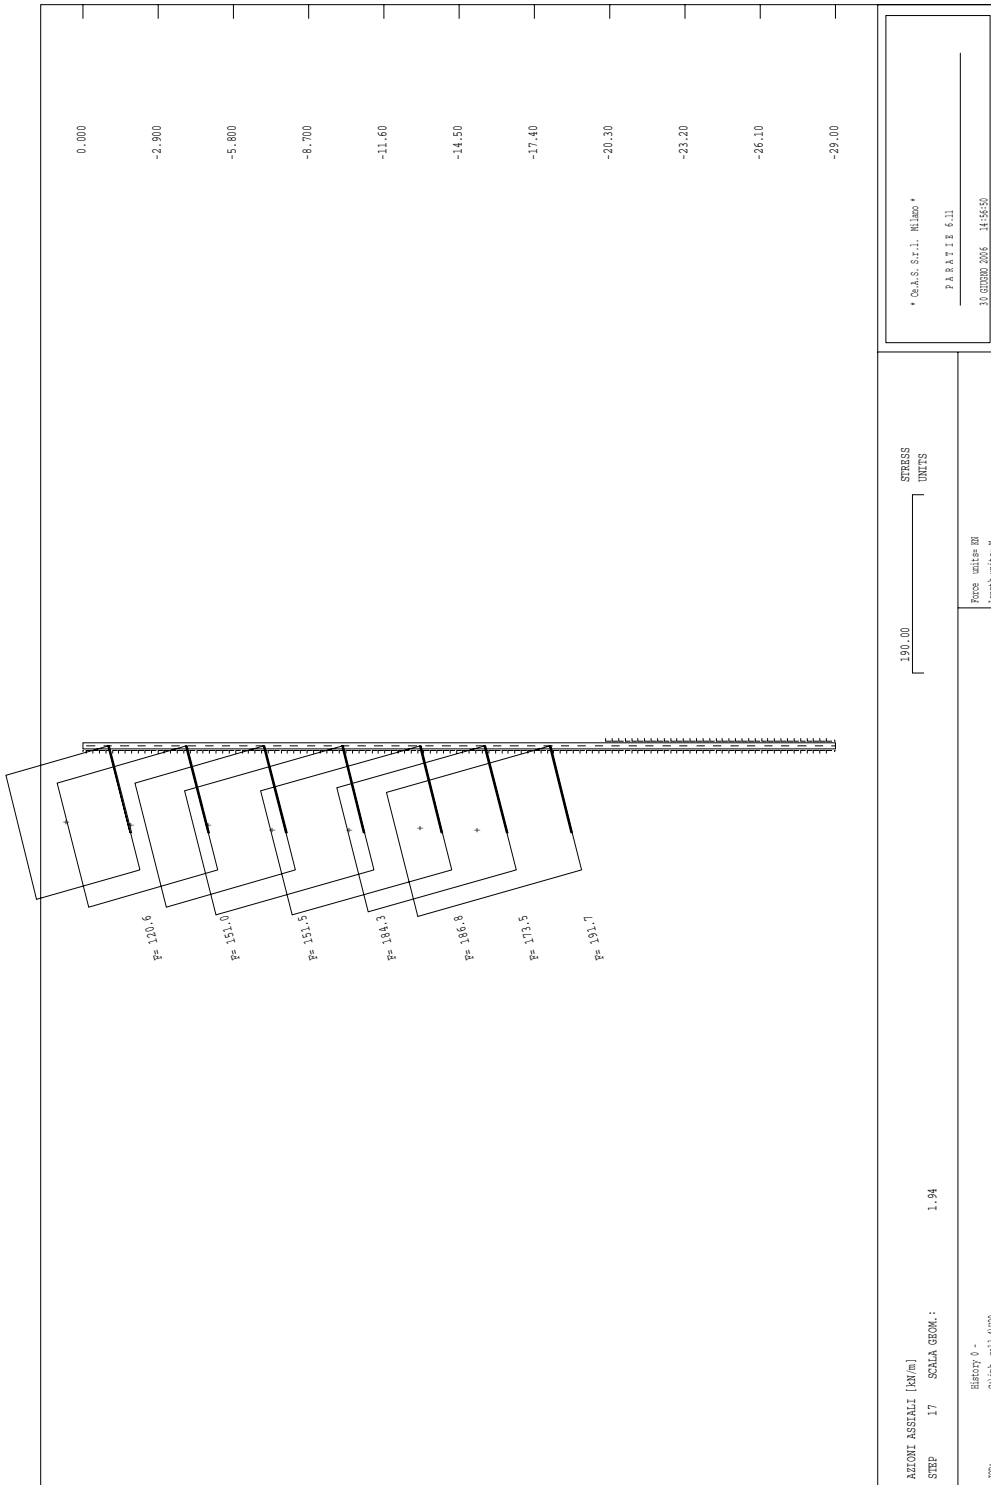 0.000
-2.900
-5.800
-8.700
-11.60
-14.50
-17.40
-20.30
-23.20
-26.10
-29.00
F= 120.6
F= 151.0
F= 151.5
F= 184.3
F= 186.8
F= 173.5
F= 191.7
* Ce.A.S. S.r.l. Milano *
P A R A T I E 6.11
30 GIUGNO 2006 14:56:50
190.00
STRESS
UNITS
AZIONI ASSIALI [kN/m]
STEP 17 SCALA GEOM.: 1.94
Force units= KN
History 0 -